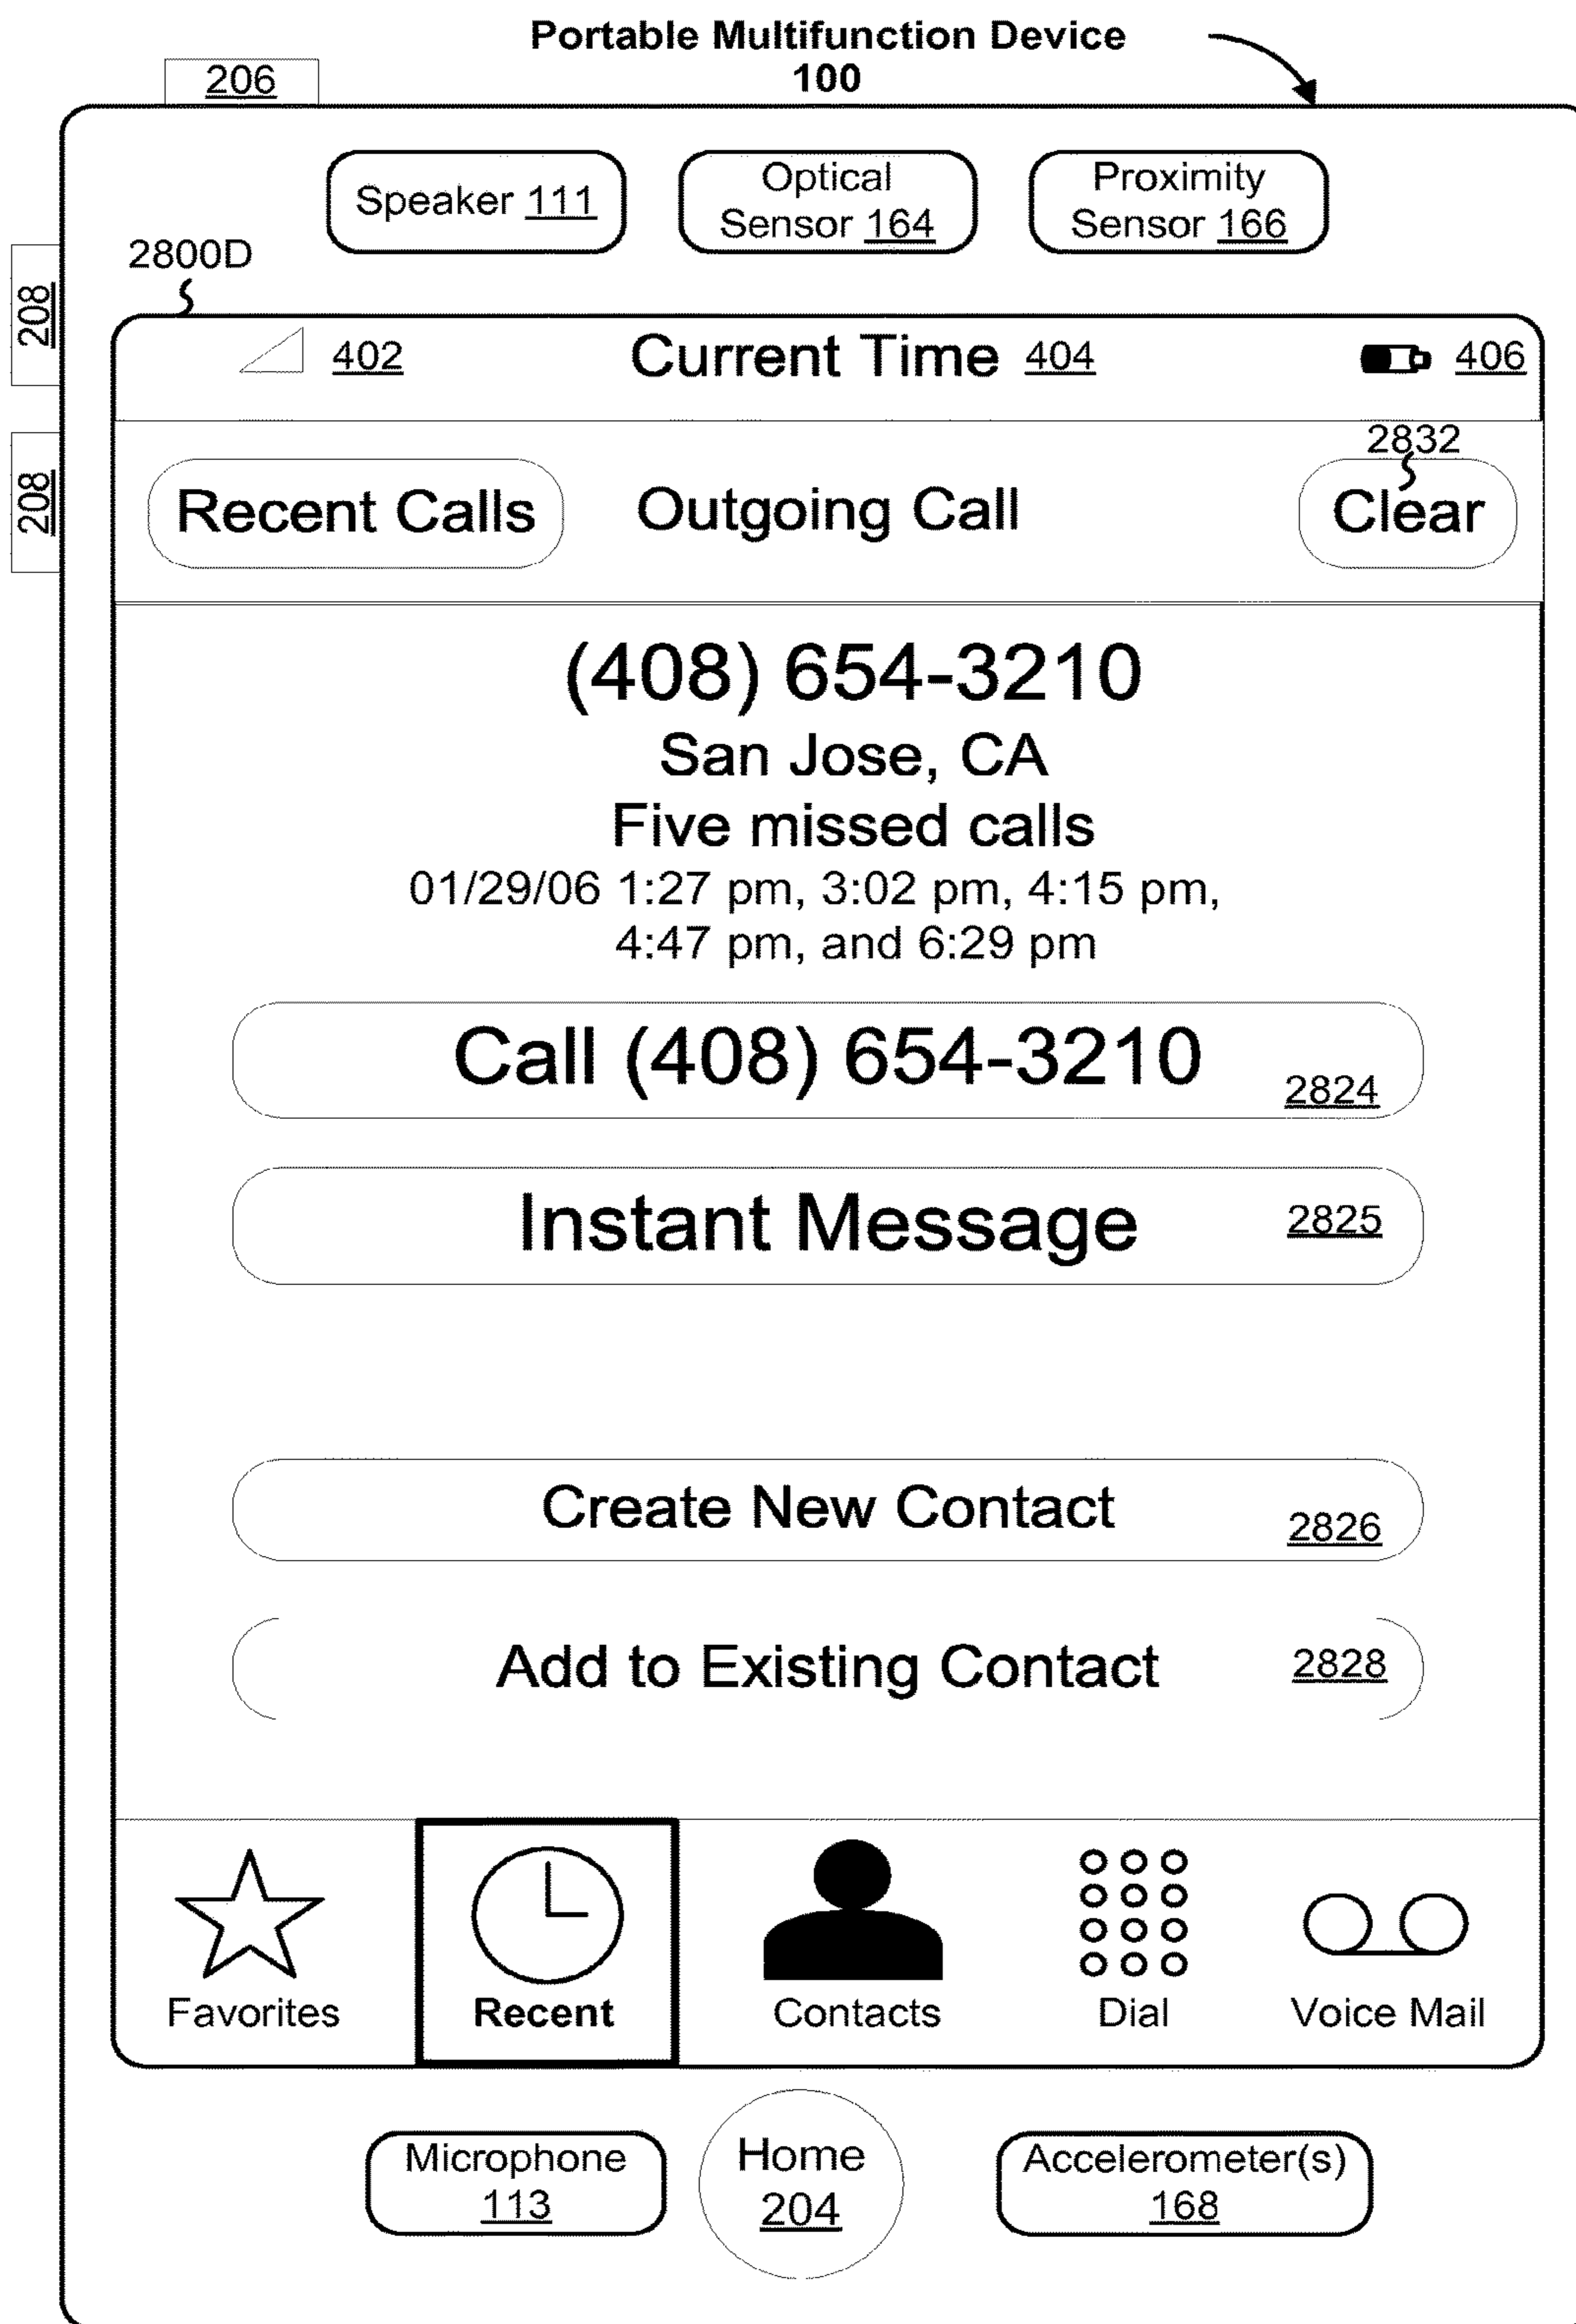 Portable Multifunction Device
100
206
Speaker 111
Optical
Sensor 164
Proximity
Sensor 166
2800D
208
208
402
Current Time 404
406
2832
Recent Calls
Outgoing Call
Clear
(408) 654-3210
San Jose, CA
Five missed calls
01/29/06 1:27 pm, 3:02 pm, 4:15 pm,
4:47 pm, and 6:29 pm
Call (408) 654-3210
2824
Instant Message
2825
Create New Contact
2826
Add to Existing Contact
2828
Favorites
Recent
Contacts
Dial
Voice Mail
Microphone
113
Home
204
Accelerometer(s)
168